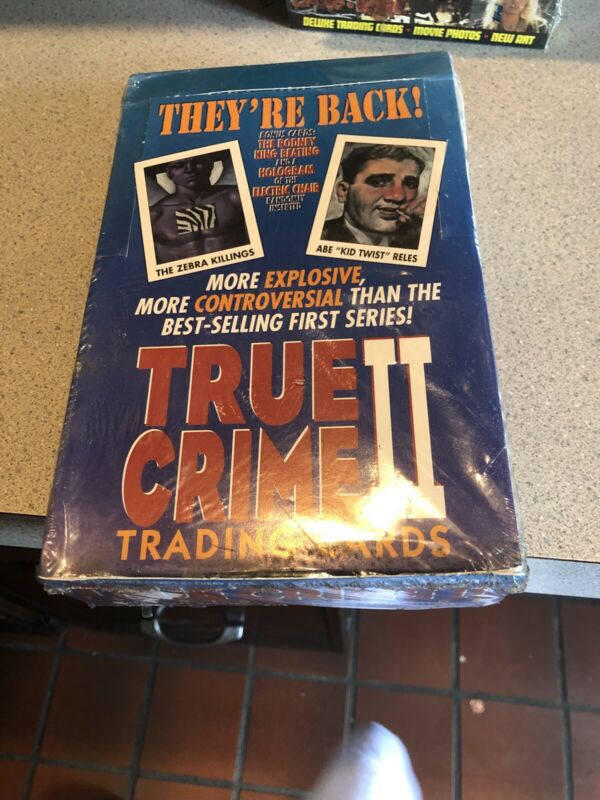 DELUXE TRADING CARDS • MOVIE PHOTOS • NEW ART
THEY'RE BACK!
BONUS CARDS:
THE RODNEY
KING BEATING
AND A
HOLOGRAM
OF THE
ELECTRIC CHAIR
RANDOMLY
INSERTED
THE ZEBRA KILLINGS
ABE "KID TWIST" RELES
MORE EXPLOSIVE,
MORE CONTROVERSIAL THAN THE
BEST-SELLING FIRST SERIES!
TRUE
CRIME II
TRADING CARDS